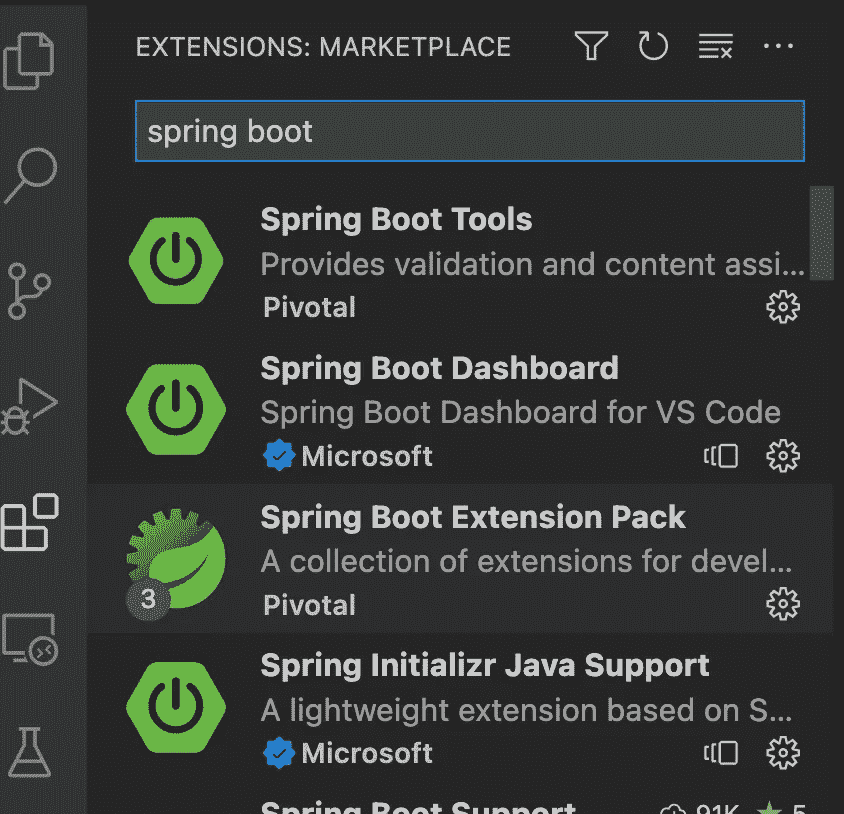 EXTENSIONS: MARKETPLACE
spring boot
Spring Boot Tools
Provides validation and content assi...
Pivotal
Spring Boot Dashboard
Spring Boot Dashboard for VS Code
Microsoft
Spring Boot Extension Pack
A collection of extensions for devel...
3
Pivotal
Spring Initializr Java Support
A lightweight extension based on S...
Microsoft
Spring Boot Support 91K 5